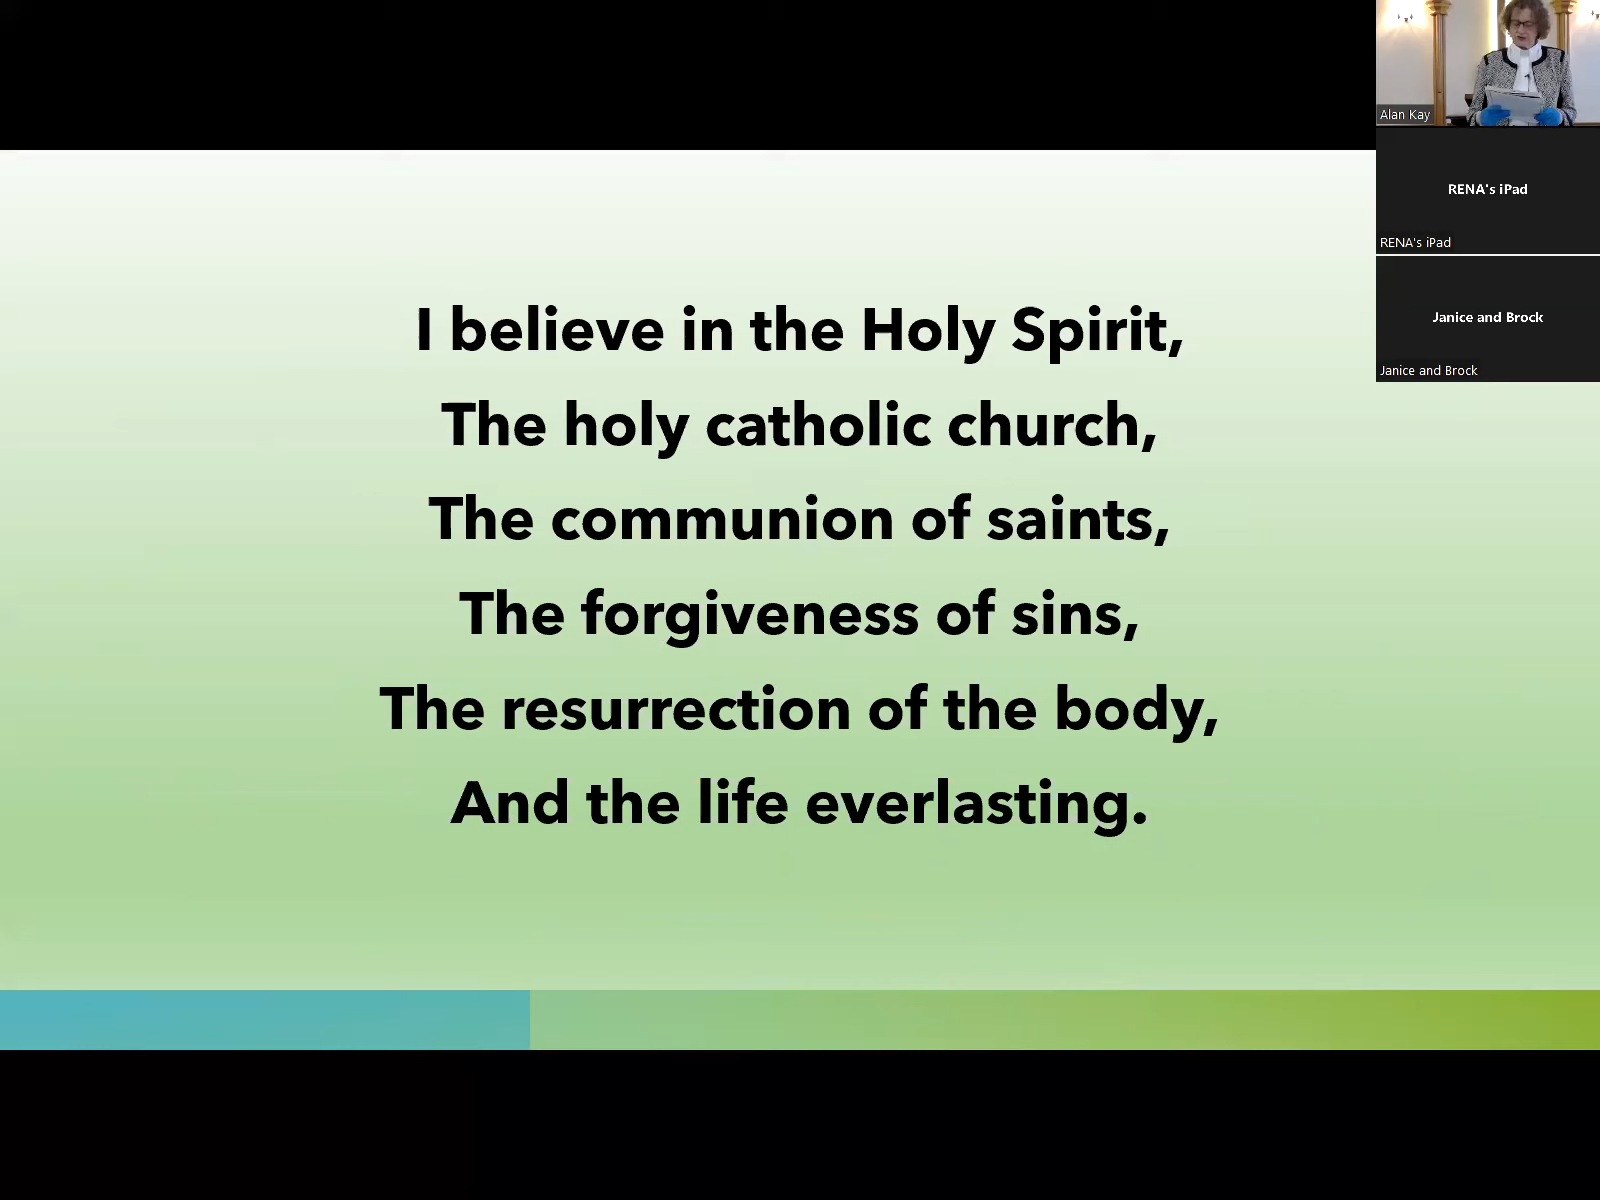 I believe in the Holy Spirit,
The holy catholic church,
The communion of saints,
The forgiveness of sins,
The resurrection of the body,
And the life everlasting.
Alan Kay
RENA's iPad
RENA's iPad
Janice and Brock
Janice and Brock